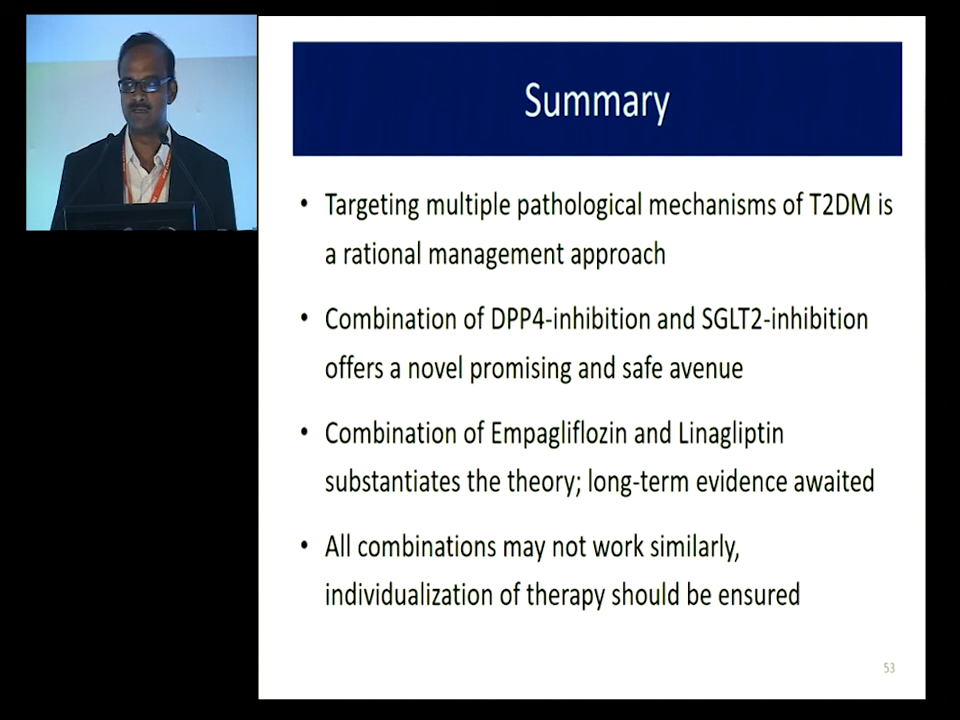 Summary
• Targeting multiple pathological mechanisms of T2DM is
a rational management approach
• Combination of DPP4-inhibition and SGLT2-inhibition
offers a novel promising and safe avenue
• Combination of Empagliflozin and Linagliptin
substantiates the theory; long-term evidence awaited
• All combinations may not work similarly,
individualization of therapy should be ensured
53